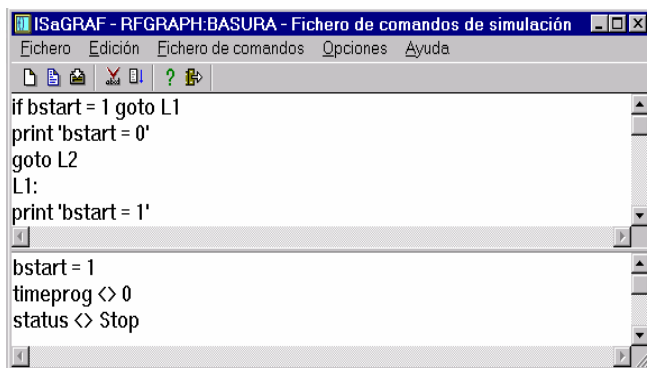 ISaGRAF - RFGRAPH:BASURA - Fichero de comandos de simulación
Fichero Edición Fichero de comandos Opciones Ayuda
if bstart = 1 goto L1
print 'bstart = 0'
goto L2
L1:
print 'bstart = 1'
bstart = 1
timeprog <> 0
status <> Stop